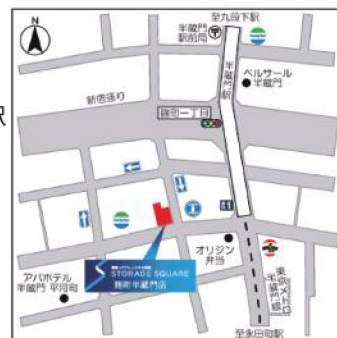 至九段下駅
半蔵門
駅前局
半蔵門駅
ベルサール
半蔵門
新宿通り
麹町一丁目
駅
オリジン
弁当
STORAGE SQUARE
麹町半蔵門店
アパホテル
半蔵門 平河町
東京メトロ
半蔵門線
至永田町駅